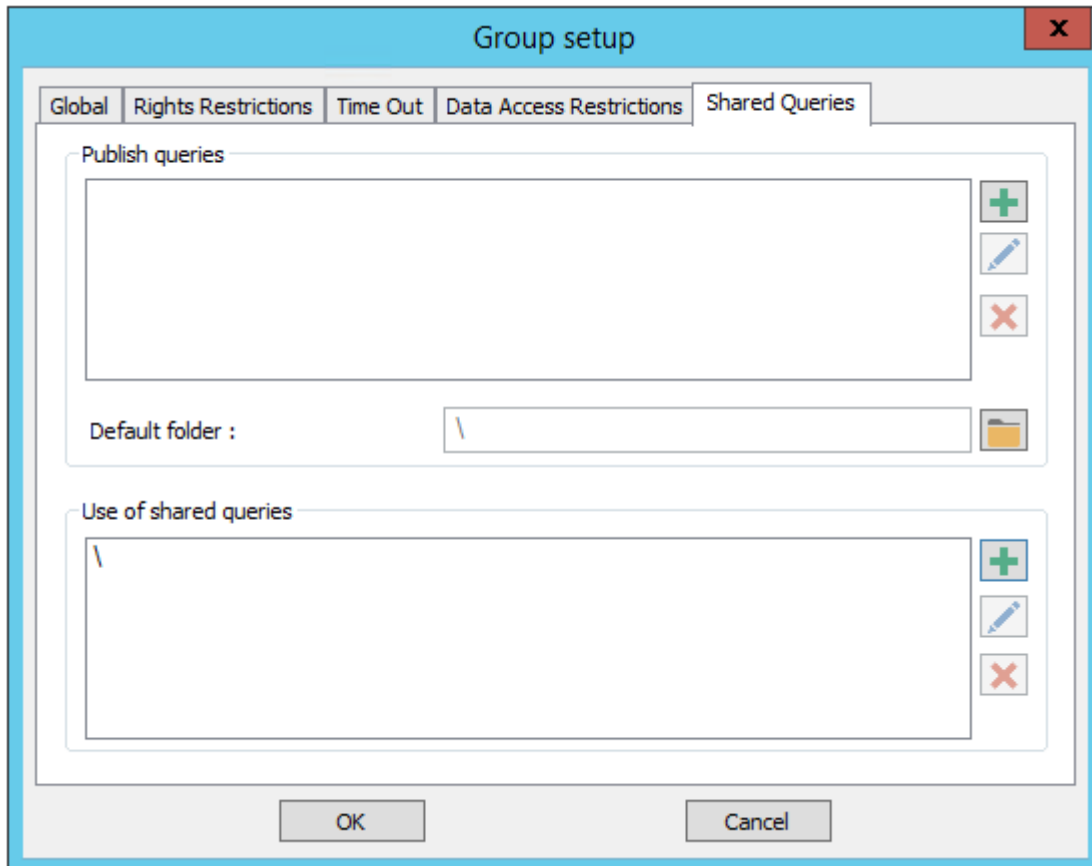 Group setup
x
Global Rights Restrictions Time Out Data Access Restrictions Shared Queries
Publish queries
Default folder : \
Use of shared queries
\
OK Cancel